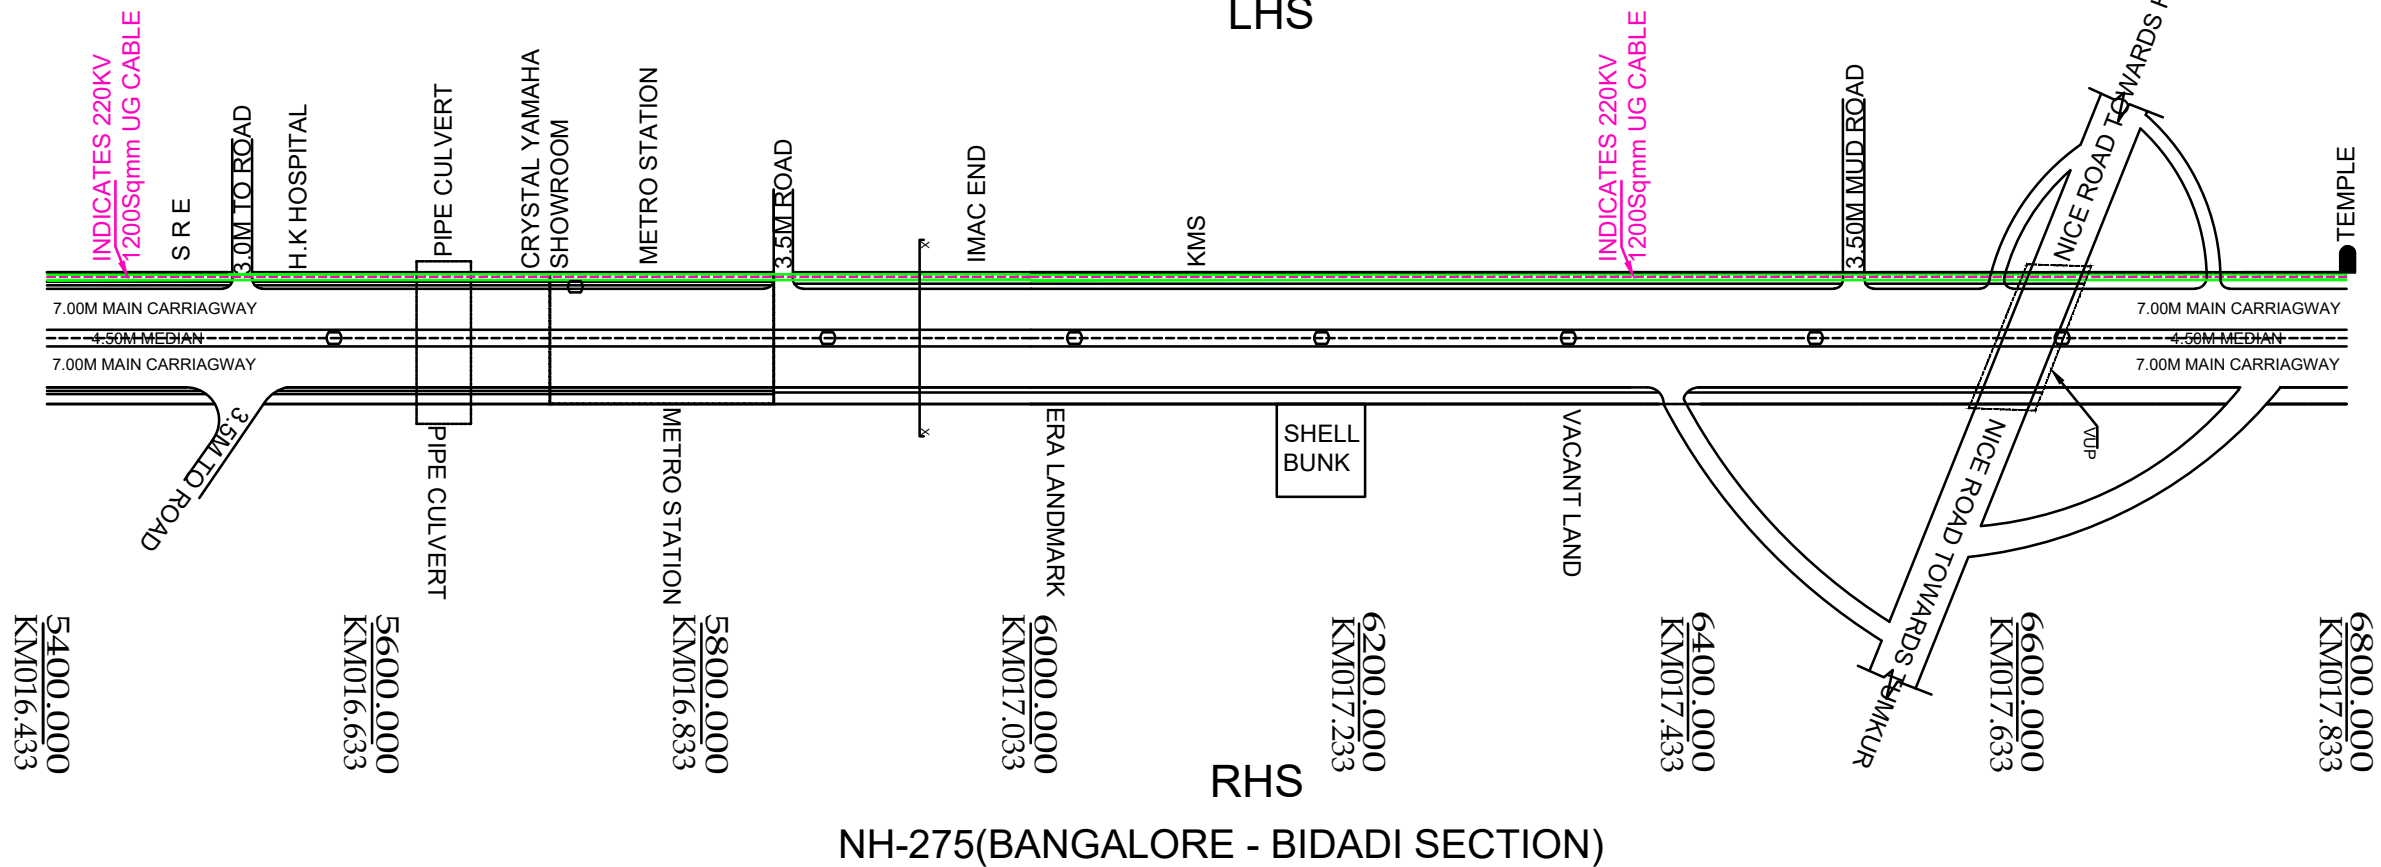 LHS
INDICATES 220KV
1200Sqmm UG CABLE
S R E
3.0M TO ROAD
H.K HOSPITAL
PIPE CULVERT
CRYSTAL YAMAHA
SHOWROOM
METRO STATION
3.5M ROAD
IMAC END
KMS
INDICATES 220KV
1200Sqmm UG CABLE
3.50M MUD ROAD
NICE ROAD TOWARDS
TEMPLE
7.00M MAIN CARRIAGWAY
4.50M MEDIAN
7.00M MAIN CARRIAGWAY
7.00M MAIN CARRIAGWAY
4.50M MEDIAN
7.00M MAIN CARRIAGWAY
X
X
3.5M TO ROAD
PIPE CULVERT
METRO STATION
ERA LANDMARK
SHELL
BUNK
VACANT LAND
NICE ROAD TOWARDS TUMKUR
VUP
5400.000
KM016.433
5600.000
KM016.633
5800.000
KM016.833
6000.000
KM017.033
6200.000
KM017.233
6400.000
KM017.433
6600.000
KM017.633
6800.000
KM017.833
RHS
NH-275(BANGALORE - BIDADI SECTION)